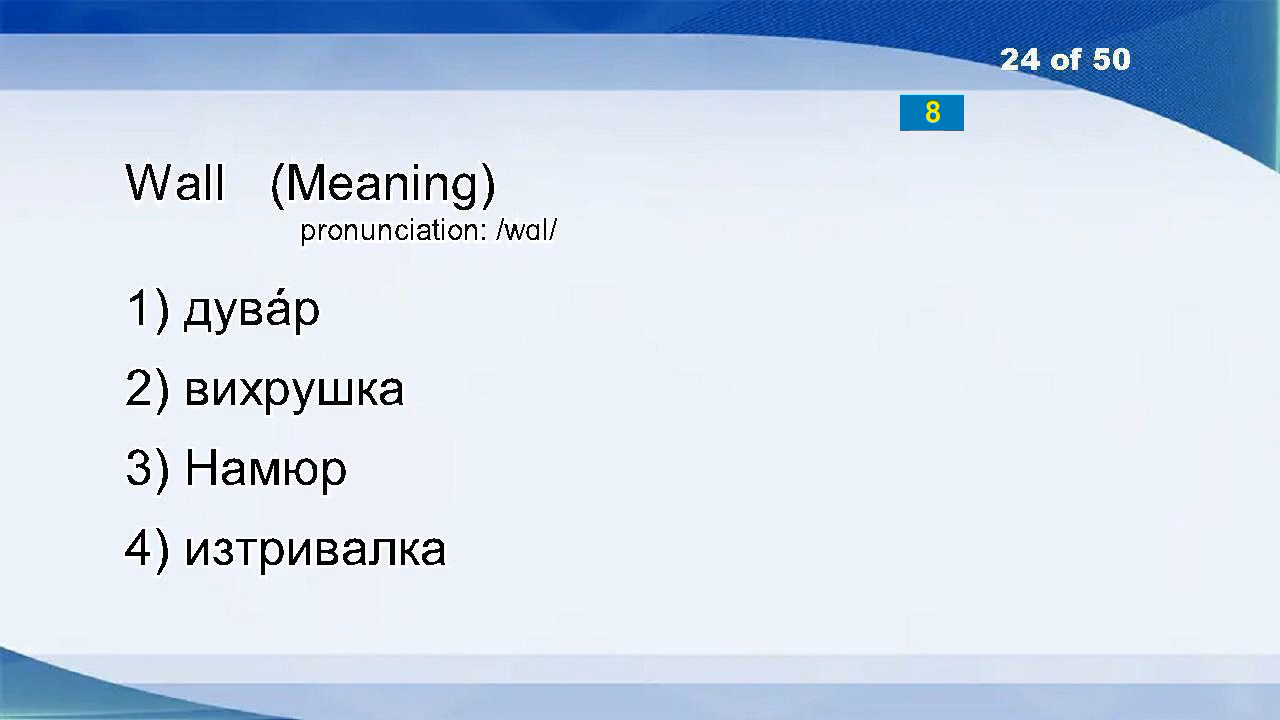 24 of 50
8
Wall (Meaning)
pronunciation: /wɑl/
1) дува́р
2) вихрушка
3) Намюр
4) изтривалка